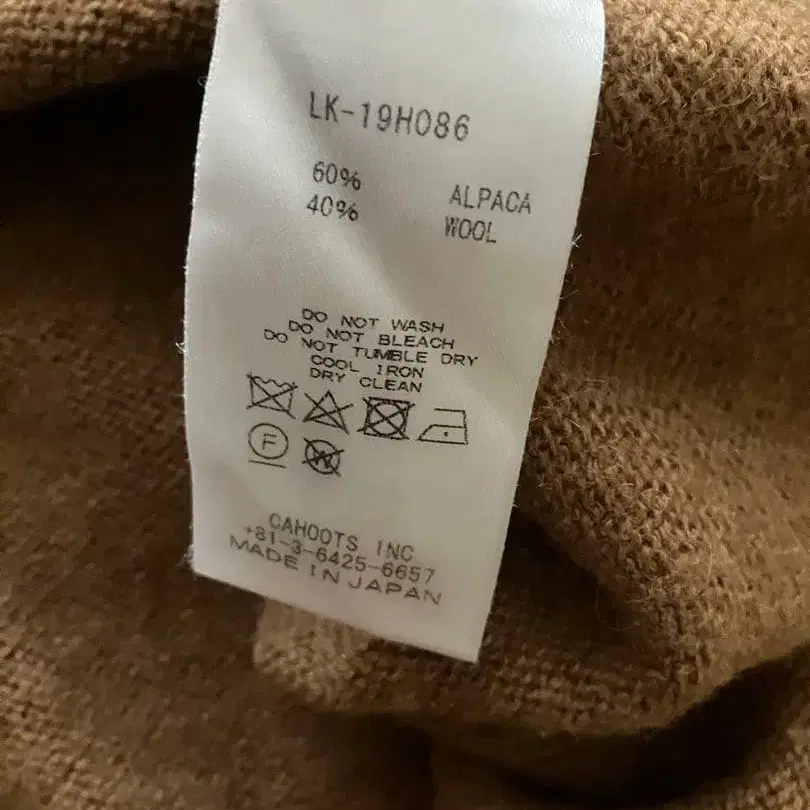 LK-19H086
60% ALPACA
40% WOOL
DO NOT WASH
DO NOT BLEACH
DO NOT TUMBLE DRY
COOL IRON
DRY CLEAN
F W
CAHOOTS INC
+81-3-6425-6657
MADE IN JAPAN